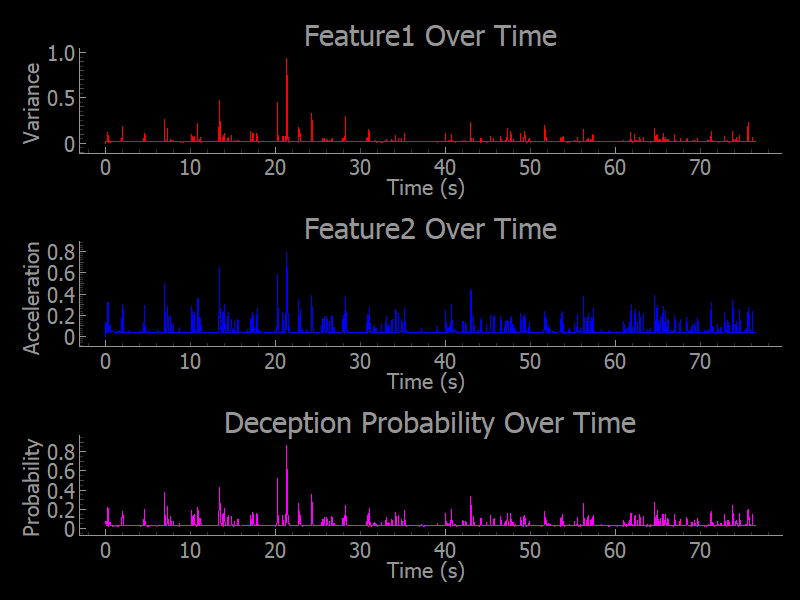 Feature1 Over Time
Variance
1.0
0.5
0
0 10 20 30 40 50 60 70
Time (s)
Feature2 Over Time
Acceleration
0.8
0.6
0.4
0.2
0
0 10 20 30 40 50 60 70
Time (s)
Deception Probability Over Time
Probability
0.8
0.6
0.4
0.2
0
0 10 20 30 40 50 60 70
Time (s)